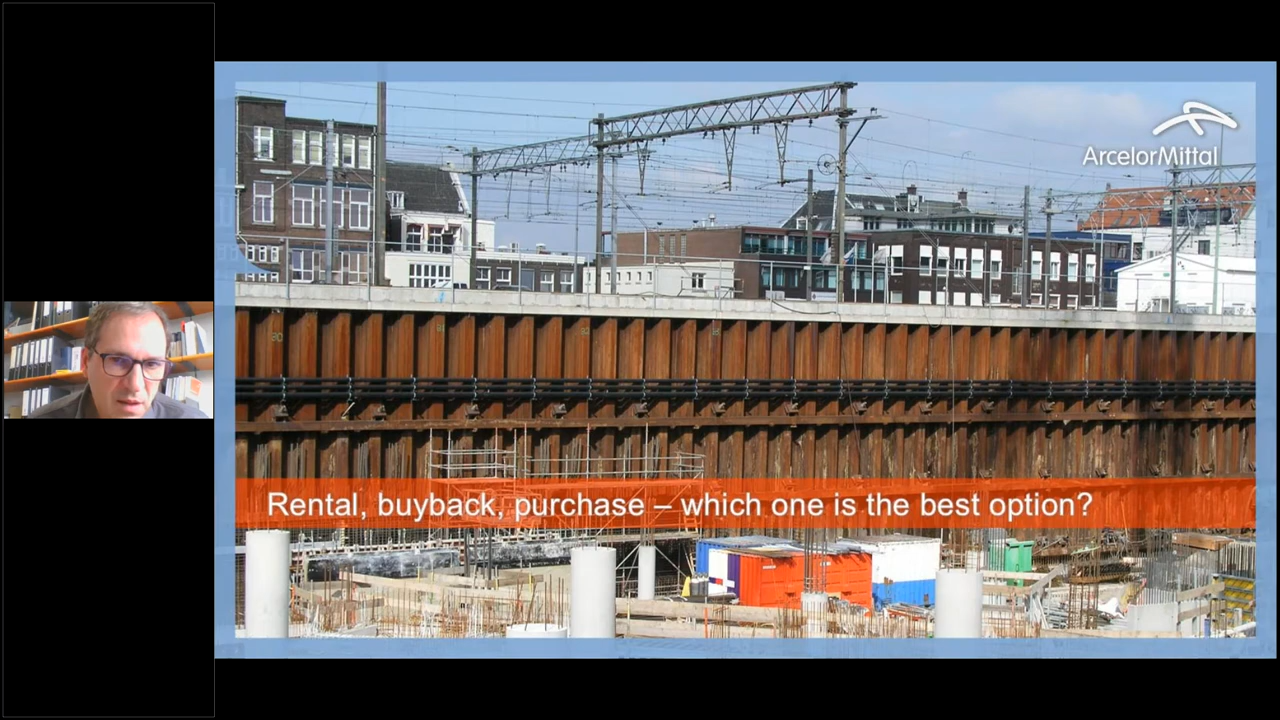 ArcelorMittal
Rental, buyback, purchase – which one is the best option?